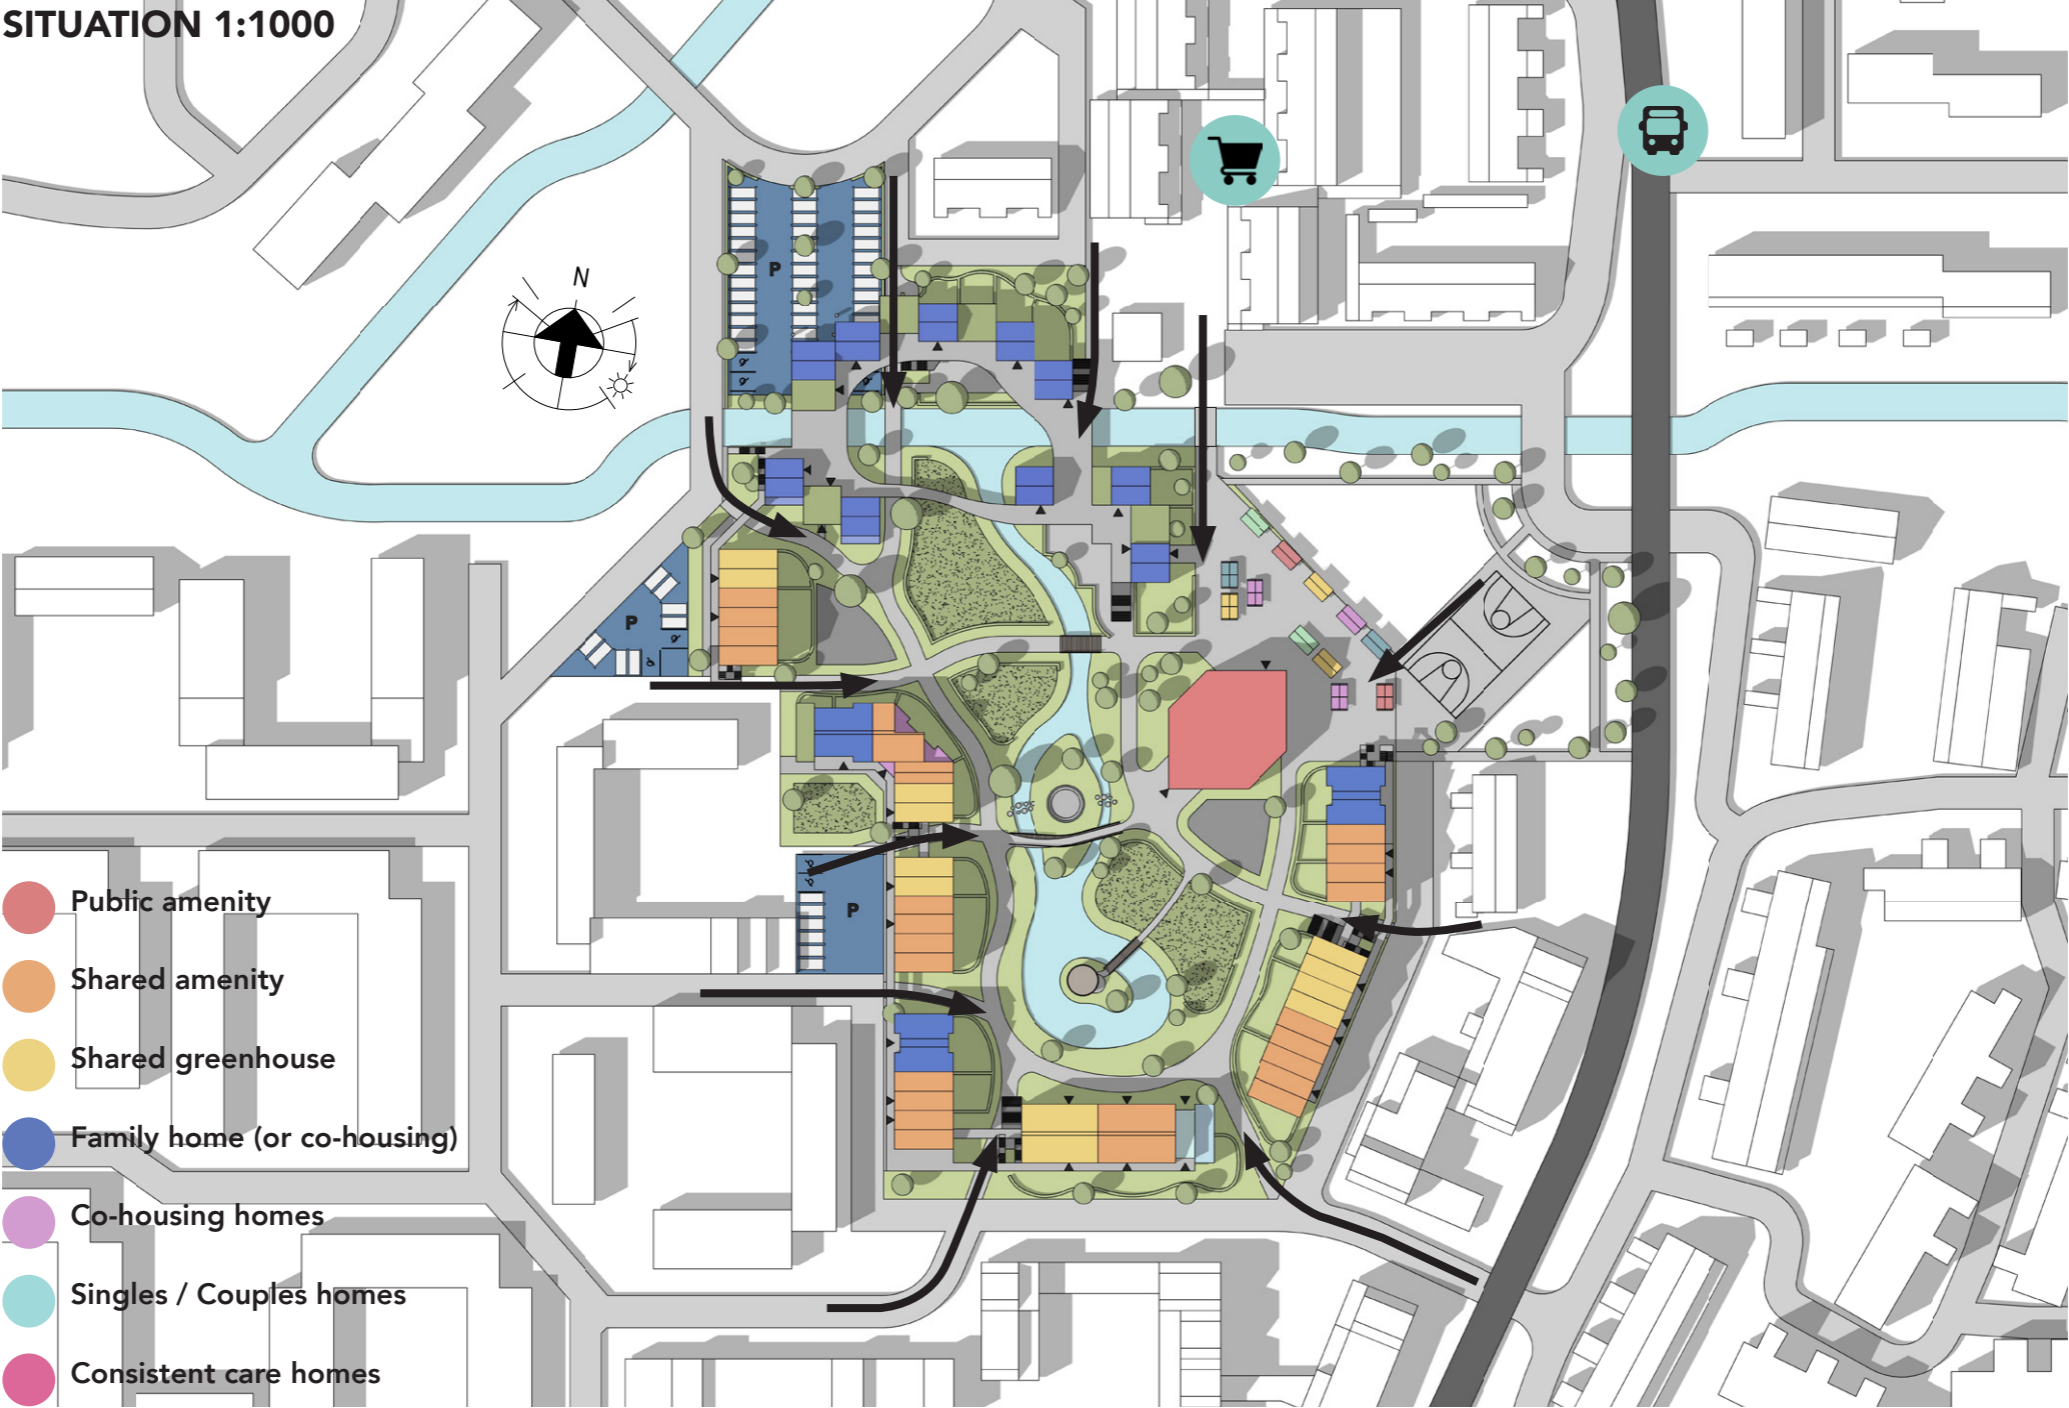 SITUATION 1:1000
N
P
P
P
Public amenity
Shared amenity
Shared greenhouse
Family home (or co-housing)
Co-housing homes
Singles / Couples homes
Consistent care homes